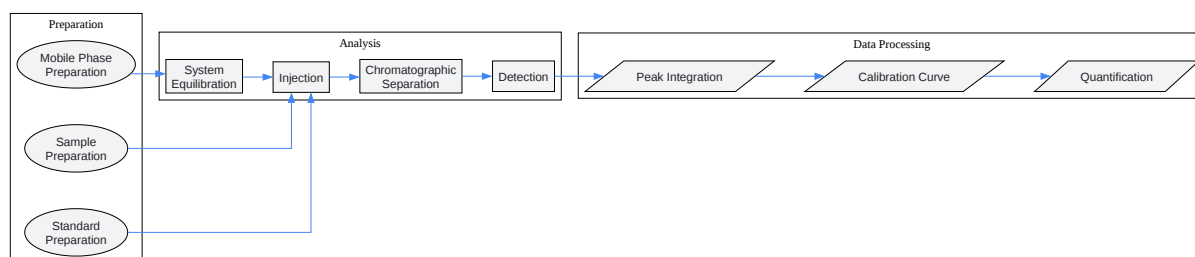 Preparation
Mobile Phase
Preparation
Sample
Preparation
Standard
Preparation
Analysis
System
Equilibration
Injection
Chromatographic
Separation
Detection
Data Processing
Peak Integration
Calibration Curve
Quantification